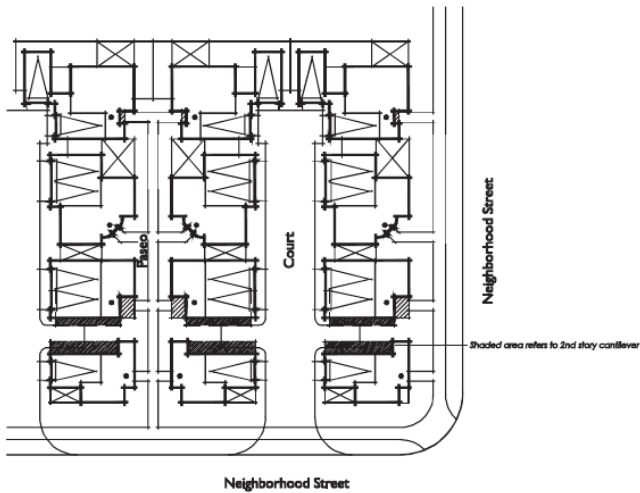 Paseo
Court
Neighborhood Street
Shaded area refers to 2nd story cantilever
Neighborhood Street